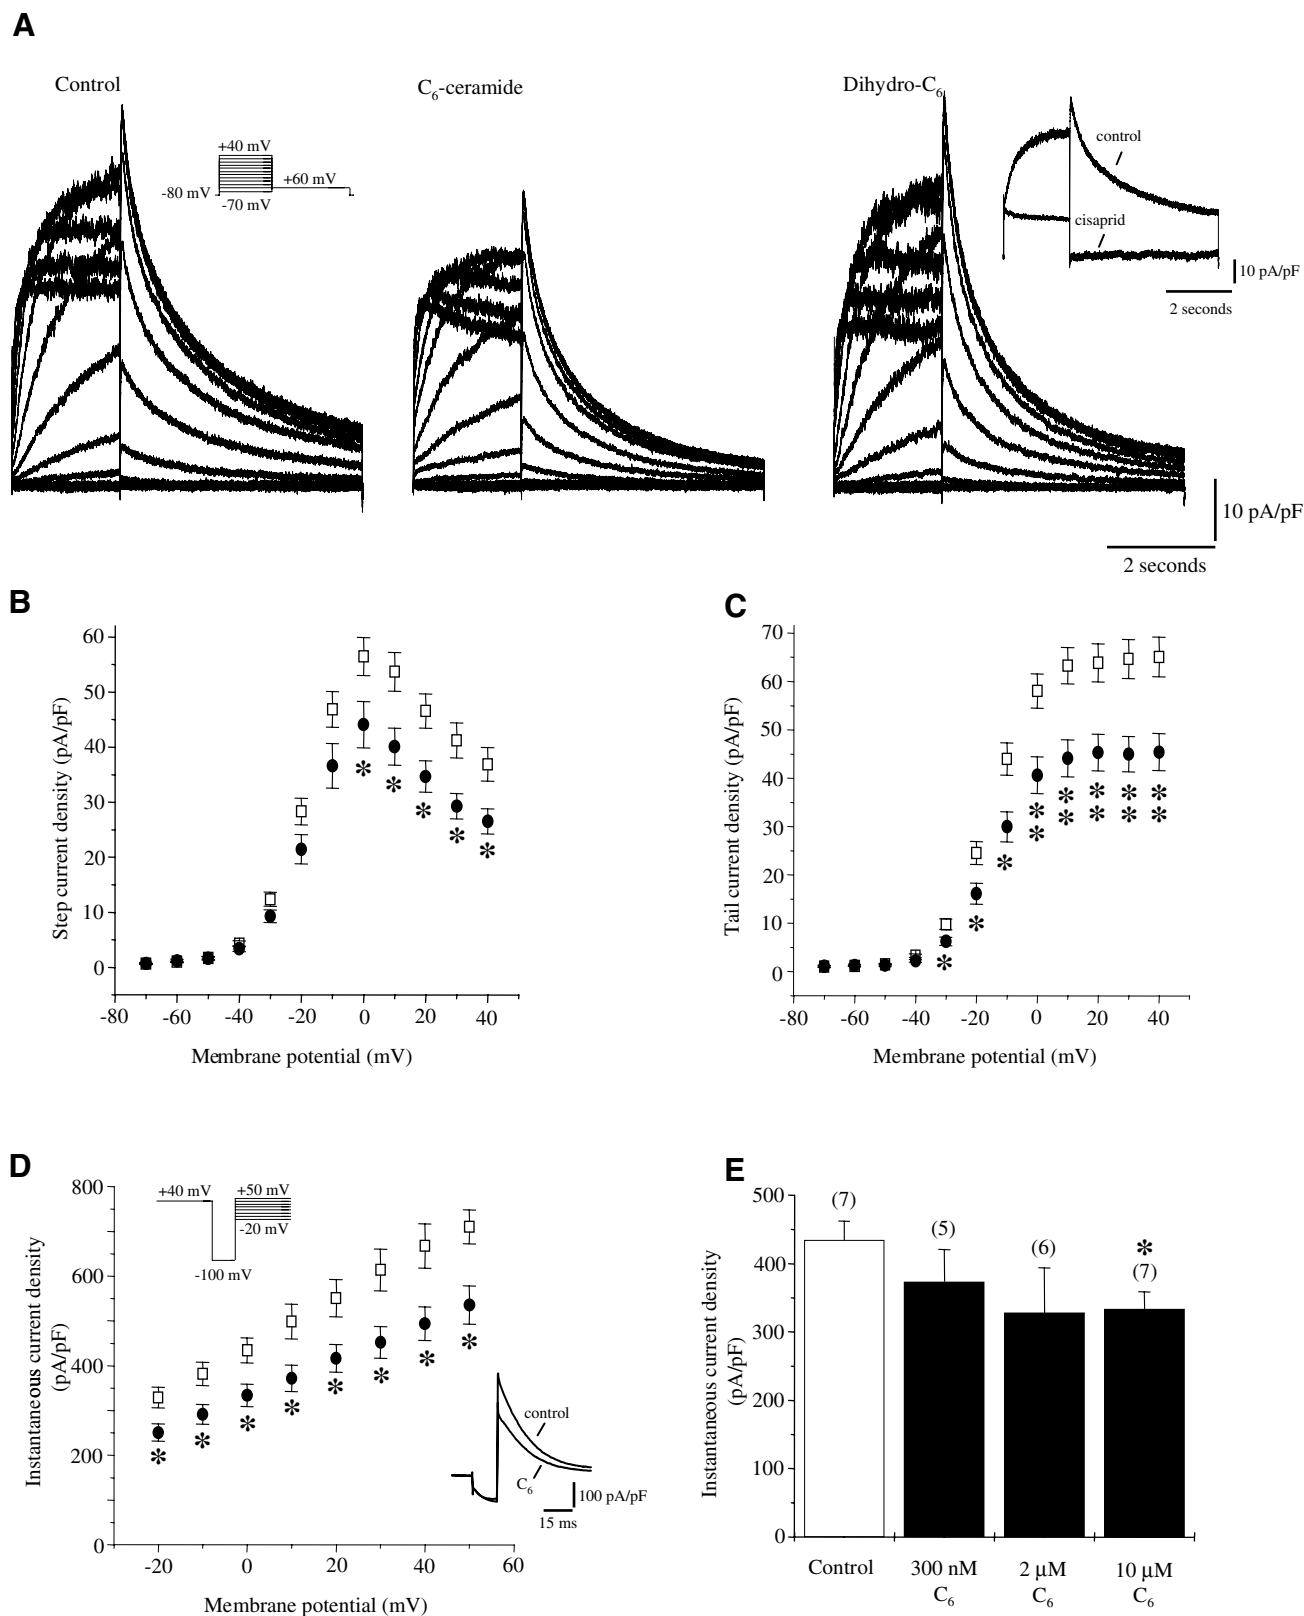 A
Control
C6-ceramide
Dihydro-C6
+40 mV
-80 mV
+60 mV
-70 mV
control
cisaprid
10 pA/pF
2 seconds
10 pA/pF
2 seconds
B
Step current density (pA/pF)
60
50
40
30
20
10
0
* * * * *
-80 -60 -40 -20 0 20 40
Membrane potential (mV)
C
Tail current density (pA/pF)
70
60
50
40
30
20
10
0
* * * * *
* * * * *
* * *
-80 -60 -40 -20 0 20 40
Membrane potential (mV)
D
Instantaneous current density
(pA/pF)
800
600
400
200
0
+40 mV
+50 mV
-20 mV
-100 mV
* * * * * * * *
control
C6
100 pA/pF
15 ms
-20 0 20 40 60
Membrane potential (mV)
E
Instantaneous current density
(pA/pF)
500
400
300
200
100
0
(7)
(5)
(6)
*
(7)
Control 300 nM 2 μM 10 μM
C6 C6 C6